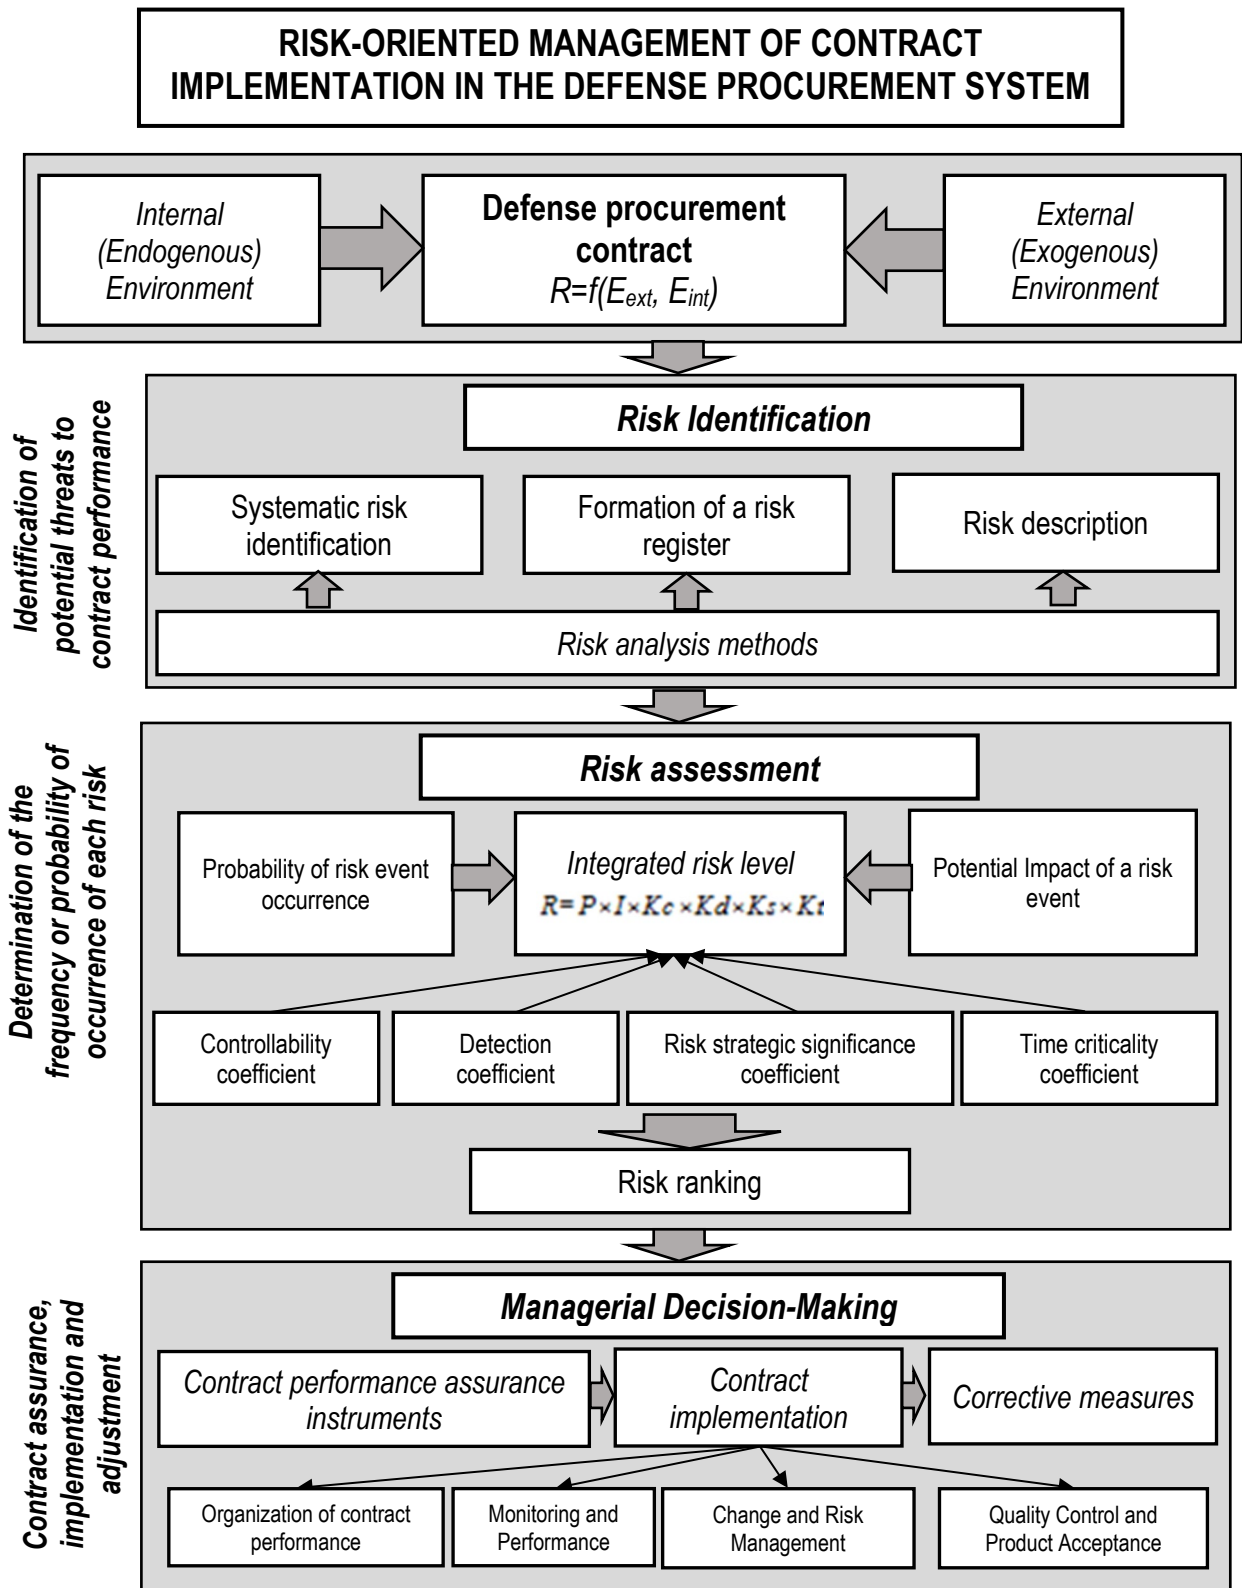 RISK-ORIENTED MANAGEMENT OF CONTRACT
IMPLEMENTATION IN THE DEFENSE PROCUREMENT SYSTEM
Internal
(Endogenous)
Environment
Defense procurement
contract
R=f(Eext, Eint)
External
(Exogenous)
Environment
Identification of
potential threats to
contract performance
Risk Identification
Systematic risk
identification
Formation of a risk
register
Risk description
Risk analysis methods
Determination of the
frequency or probability of
occurrence of each risk
Risk assessment
Probability of risk event
occurrence
Integrated risk level
R=P×I×Kc×Kd×Ks×Kt
Potential Impact of a risk
event
Controllability
coefficient
Detection
coefficient
Risk strategic significance
coefficient
Time criticality
coefficient
Risk ranking
Contract assurance,
implementation and
adjustment
Managerial Decision-Making
Contract performance assurance
instruments
Contract
implementation
Corrective measures
Organization of contract
performance
Monitoring and
Performance
Change and Risk
Management
Quality Control and
Product Acceptance